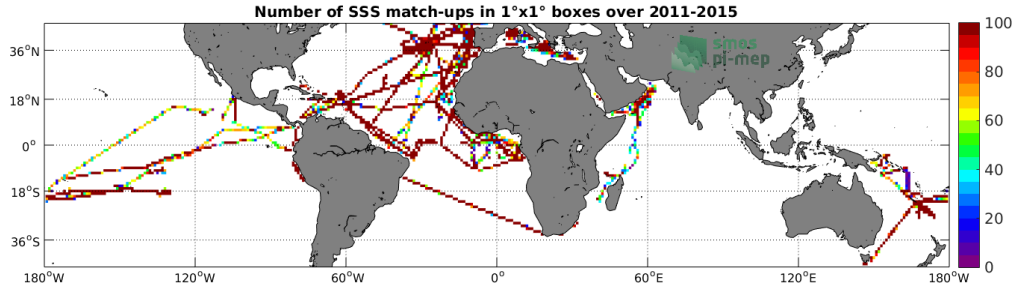 Number of SSS match-ups in 1°x1° boxes over 2011-2015
smos
pi-mep
36°N
18°N
0°
18°S
36°S
180°W 120°W 60°W 0° 60°E 120°E 180°W
100
80
60
40
20
0